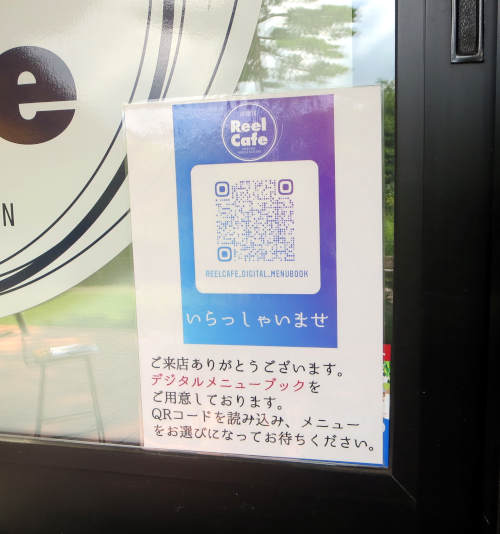 e
N
Reel
Cafe
REELCAFE.DIGITAL_MENUBOOK
いらっしゃいませ
ご来店ありがとうございます。
デジタルメニューブックを
ご用意しております。
QRコードを読み込み、メニュー
をお選びになってお待ちください。